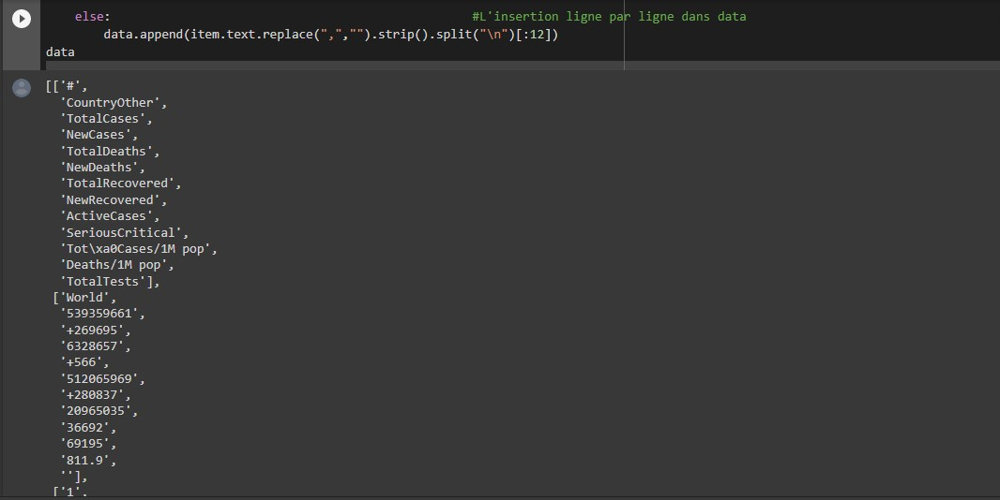 else: #L'insertion ligne par ligne dans data
data.append(item.text.replace(",","").strip().split("\n")[:12])
data
[['#',
'CountryOther',
'TotalCases',
'NewCases',
'TotalDeaths',
'NewDeaths',
'TotalRecovered',
'NewRecovered',
'ActiveCases',
'SeriousCritical',
'Tot\xa0Cases/1M pop',
'Deaths/1M pop',
'TotalTests'],
['World',
'539359661',
'+269695',
'6328657',
'+566',
'512065969',
'+280837',
'20965035',
'36692',
'69195',
'811.9',
''],
['1',